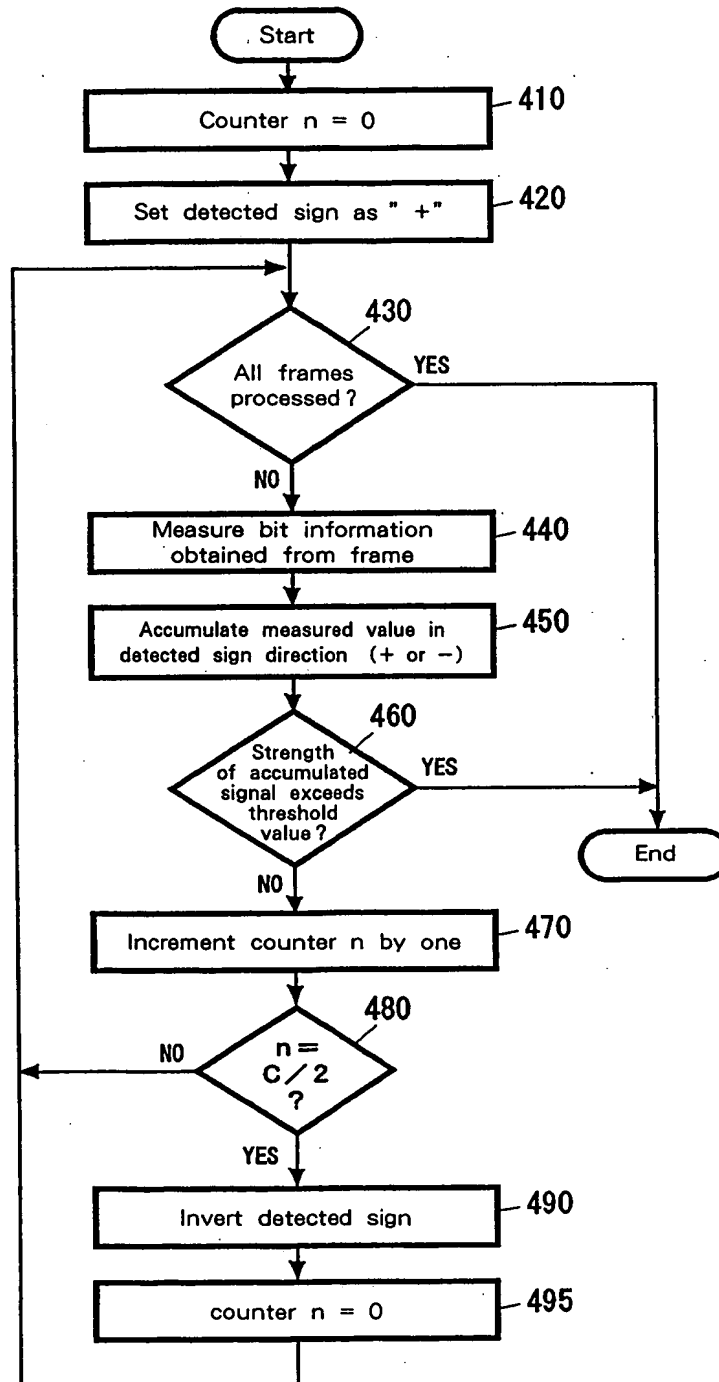 Start
Counter n = 0
410
Set detected sign as " +"
420
430
All frames
processed?
YES
NO
Measure bit information
obtained from frame
440
Accumulate measured value in
detected sign direction (+ or −)
450
460
Strength
of accumulated
signal exceeds
threshold
value?
YES
End
NO
Increment counter n by one
470
480
n =
C/2
?
NO
YES
Invert detected sign
490
counter n = 0
495